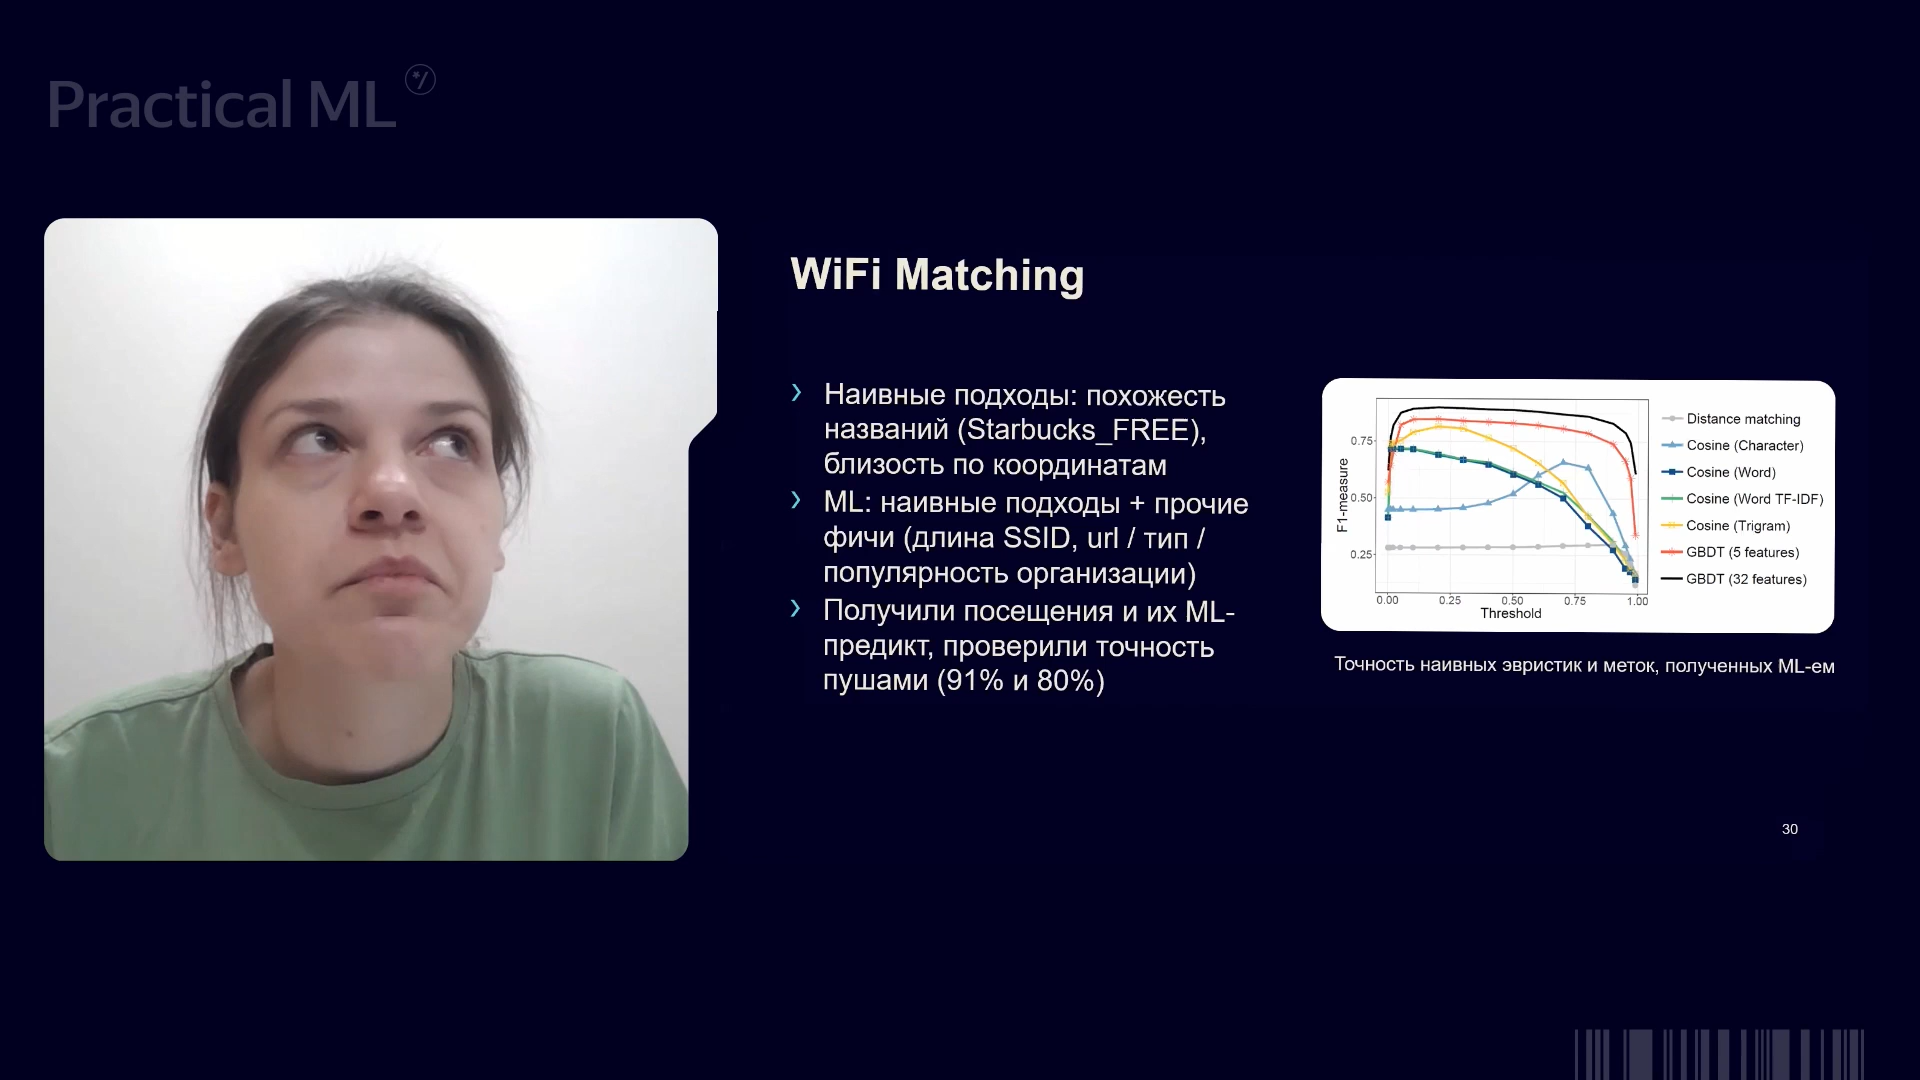 Practical ML
WiFi Matching
Наивные подходы: похожесть
названий (Starbucks_FREE),
близость по координатам
ML: наивные подходы + прочие
фичи (длина SSID, url / тип /
популярность организации)
Получили посещения и их ML-
предикт, проверили точность
пушами (91% и 80%)
F1-measure
0.75
0.50
0.25
0.00 0.25 0.50 0.75 1.00
Threshold
Distance matching
Cosine (Character)
Cosine (Word)
Cosine (Word TF-IDF)
Cosine (Trigram)
GBDT (5 features)
GBDT (32 features)
Точность наивных эвристик и меток, полученных ML-ем
30